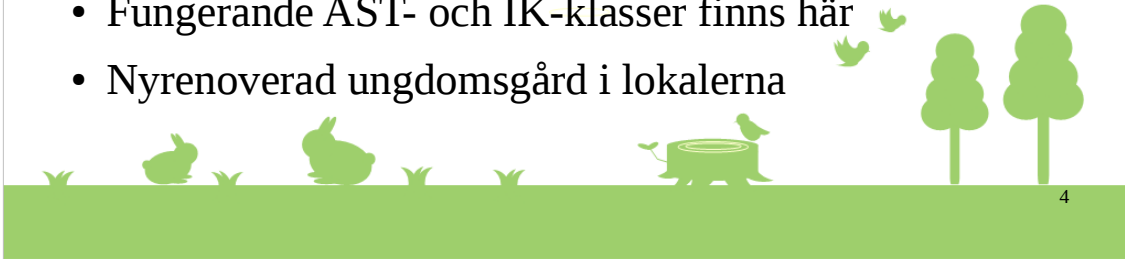 • Fungerande AST- och IK-klasser finns här
• Nyrenoverad ungdomsgård i lokalerna
4